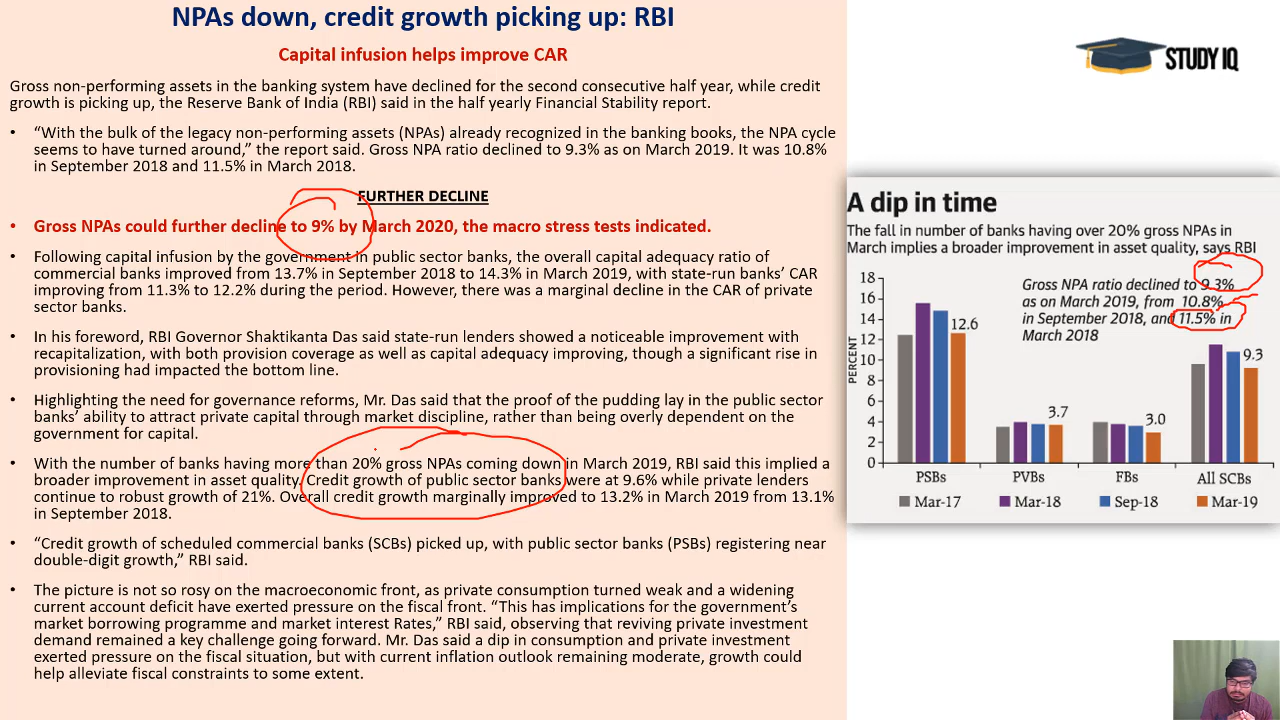 NPAs down, credit growth picking up: RBI
Capital infusion helps improve CAR
Gross non-performing assets in the banking system have declined for the second consecutive half year, while credit
growth is picking up, the Reserve Bank of India (RBI) said in the half yearly Financial Stability report.
• “With the bulk of the legacy non-performing assets (NPAs) already recognized in the banking books, the NPA cycle
seems to have turned around,” the report said. Gross NPA ratio declined to 9.3% as on March 2019. It was 10.8%
in September 2018 and 11.5% in March 2018.
FURTHER DECLINE
• Gross NPAs could further decline to 9% by March 2020, the macro stress tests indicated.
• Following capital infusion by the government in public sector banks, the overall capital adequacy ratio of
commercial banks improved from 13.7% in September 2018 to 14.3% in March 2019, with state-run banks’ CAR
improving from 11.3% to 12.2% during the period. However, there was a marginal decline in the CAR of private
sector banks.
• In his foreword, RBI Governor Shaktikanta Das said state-run lenders showed a noticeable improvement with
recapitalization, with both provision coverage as well as capital adequacy improving, though a significant rise in
provisioning had impacted the bottom line.
• Highlighting the need for governance reforms, Mr. Das said that the proof of the pudding lay in the public sector
banks’ ability to attract private capital through market discipline, rather than being overly dependent on the
government for capital.
• With the number of banks having more than 20% gross NPAs coming down in March 2019, RBI said this implied a
broader improvement in asset quality. Credit growth of public sector banks were at 9.6% while private lenders
continue to robust growth of 21%. Overall credit growth marginally improved to 13.2% in March 2019 from 13.1%
in September 2018.
• “Credit growth of scheduled commercial banks (SCBs) picked up, with public sector banks (PSBs) registering near
double-digit growth,” RBI said.
• The picture is not so rosy on the macroeconomic front, as private consumption turned weak and a widening
current account deficit have exerted pressure on the fiscal front. “This has implications for the government’s
market borrowing programme and market interest Rates,” RBI said, observing that reviving private investment
demand remained a key challenge going forward. Mr. Das said a dip in consumption and private investment
exerted pressure on the fiscal situation, but with current inflation outlook remaining moderate, growth could
help alleviate fiscal constraints to some extent.
STUDY IQ
A dip in time
The fall in number of banks having over 20% gross NPAs in
March implies a broader improvement in asset quality, says RBI
Gross NPA ratio declined to 9.3%
as on March 2019, from 10.8%
in September 2018, and 11.5% in
March 2018
PERCENT
18
16
14
12
10
8
6
4
2
0
12.6
3.7
3.0
9.3
PSBs PVBs FBs All SCBs
Mar-17 Mar-18 Sep-18 Mar-19